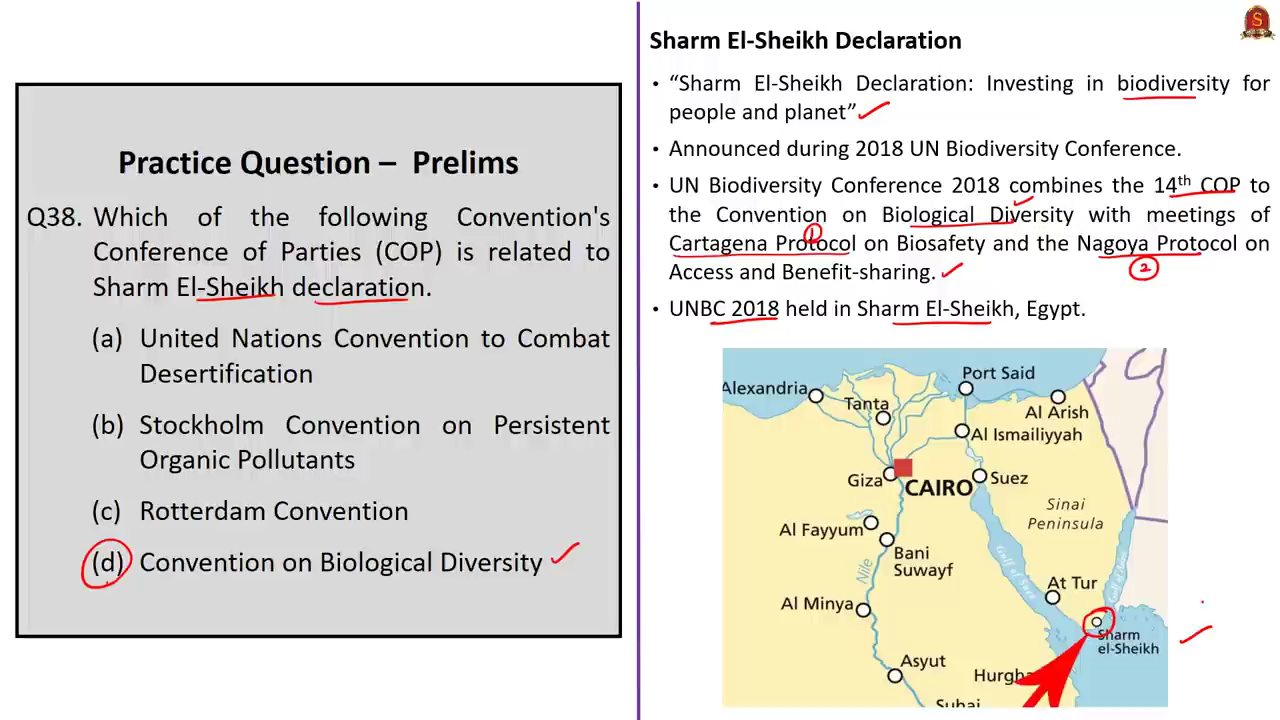 Practice Question – Prelims
Q38. Which of the following Convention's
Conference of Parties (COP) is related to
Sharm El-Sheikh declaration.
(a) United Nations Convention to Combat
Desertification
(b) Stockholm Convention on Persistent
Organic Pollutants
(c) Rotterdam Convention
(d) Convention on Biological Diversity
Sharm El-Sheikh Declaration
• “Sharm El-Sheikh Declaration: Investing in biodiversity for
people and planet”
• Announced during 2018 UN Biodiversity Conference.
• UN Biodiversity Conference 2018 combines the 14th COP to
the Convention on Biological Diversity with meetings of
1
Cartagena Protocol on Biosafety and the Nagoya Protocol on
2
Access and Benefit-sharing.
• UNBC 2018 held in Sharm El-Sheikh, Egypt.
Port Said
Alexandria
Tanta
Al Arish
Al Ismailiyyah
Giza
CAIRO
Suez
Sinai
Peninsula
Al Fayyum
Bani
Suwayf
Nile
Gulf of Suez
At Tur
Al Minya
Sharm
el-Sheikh
Asyut
S